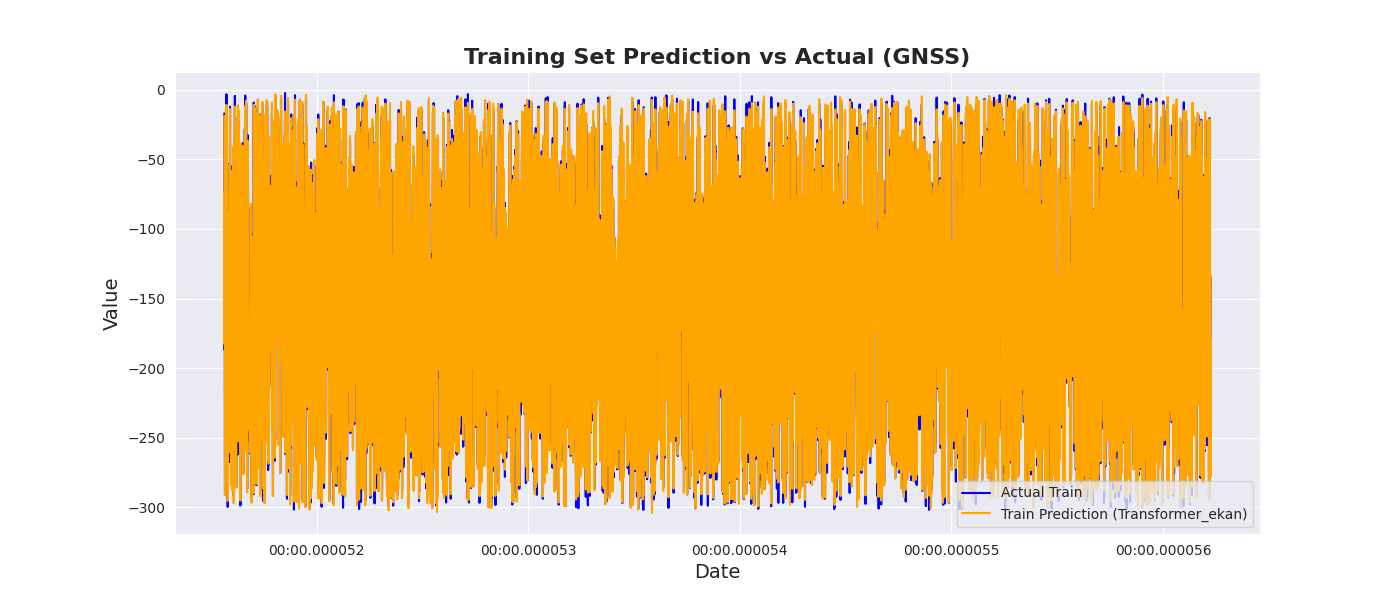 Training Set Prediction vs Actual (GNSS)
0
−50
−100
−150
−200
−250
−300
Value
Actual Train
Train Prediction (Transformer_ekan)
00:00.000052
00:00.000053
00:00.000054
00:00.000055
00:00.000056
Date